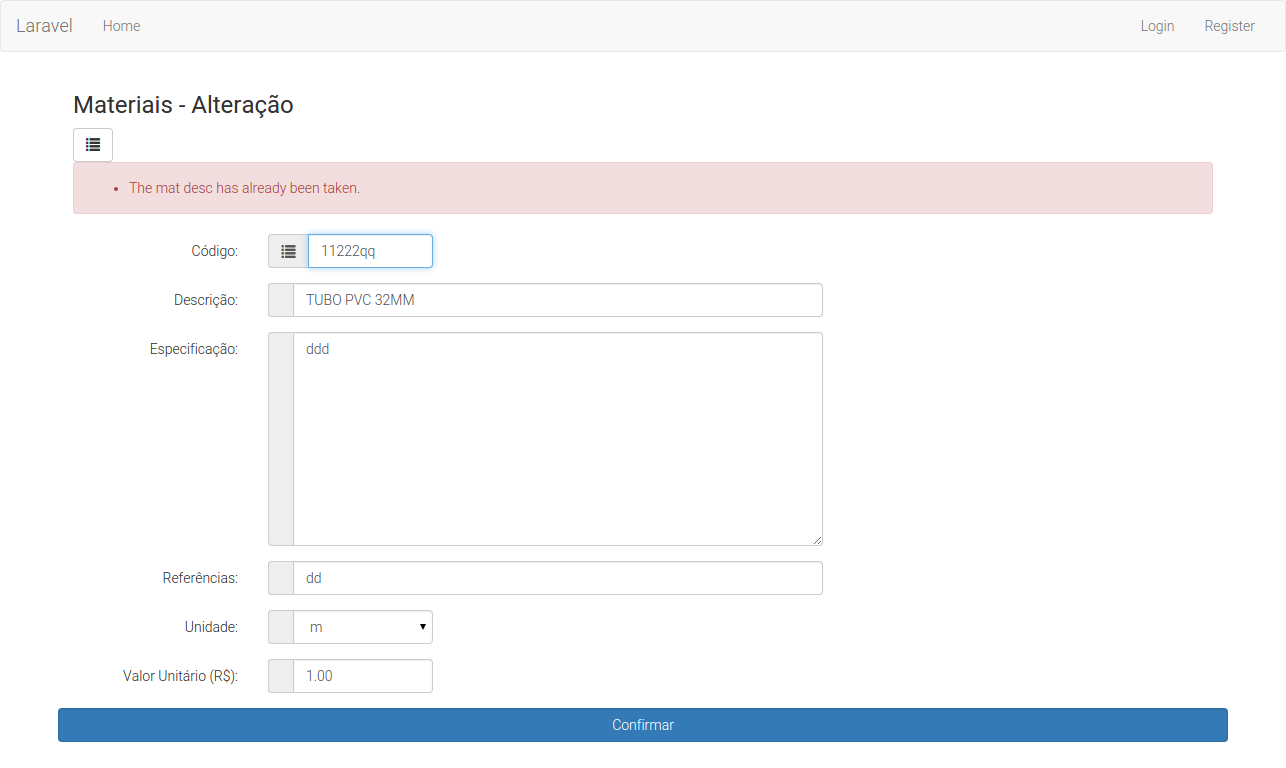 Laravel Home Login Register
Materiais - Alteração
The mat desc has already been taken.
Código: 11222qq
Descrição: TUBO PVC 32MM
Especificação: ddd
Referências: dd
Unidade: m
Valor Unitário (R$): 1.00
Confirmar